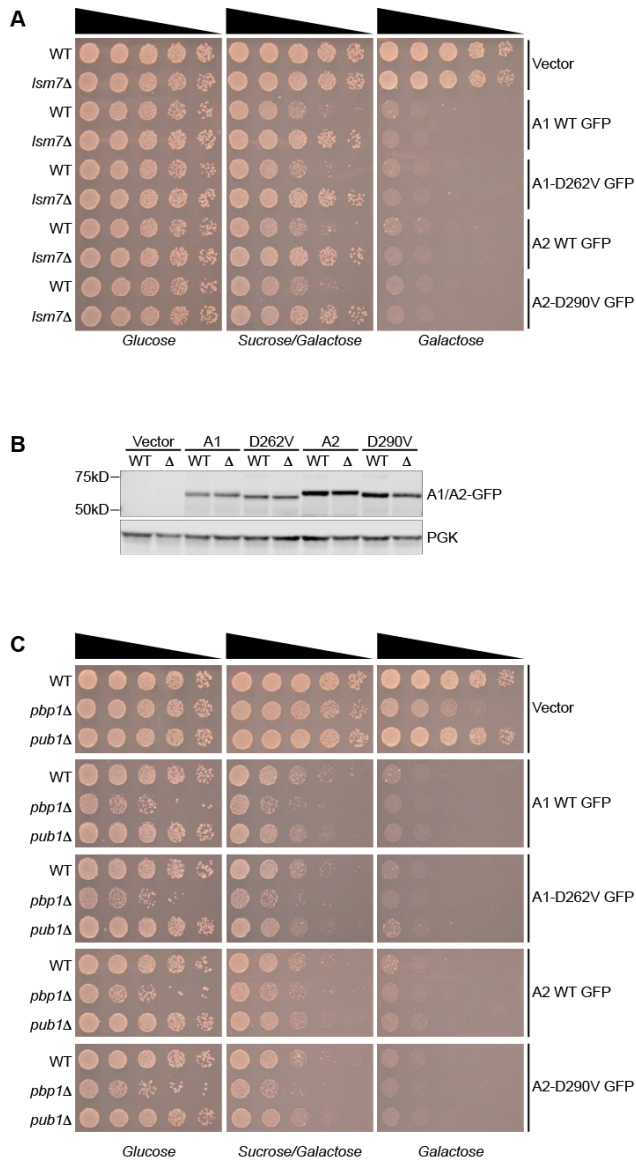 A
WT
lsm7Δ
Vector
WT
lsm7Δ
A1 WT GFP
WT
lsm7Δ
A1-D262V GFP
WT
lsm7Δ
A2 WT GFP
WT
lsm7Δ
A2-D290V GFP
Glucose Sucrose/Galactose Galactose
B
Vector A1 D262V A2 D290V
WT Δ WT Δ WT Δ WT Δ WT Δ
75kD
50kD
A1/A2-GFP
PGK
C
WT
pbp1Δ
pub1Δ
Vector
WT
pbp1Δ
pub1Δ
A1 WT GFP
WT
pbp1Δ
pub1Δ
A1-D262V GFP
WT
pbp1Δ
pub1Δ
A2 WT GFP
WT
pbp1Δ
pub1Δ
A2-D290V GFP
Glucose Sucrose/Galactose Galactose